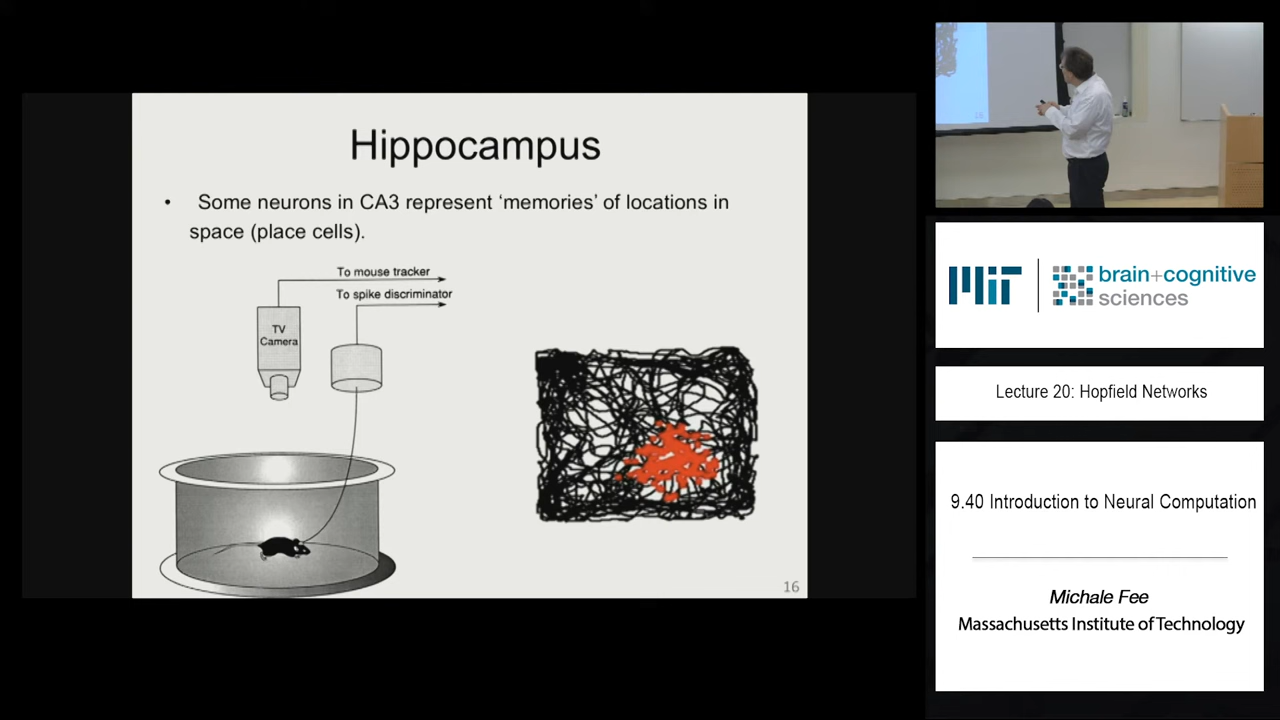 Hippocampus
• Some neurons in CA3 represent ‘memories’ of locations in
space (place cells).
To mouse tracker
To spike discriminator
TV
Camera
16
MIT
brain+cognitive
sciences
Lecture 20: Hopfield Networks
9.40 Introduction to Neural Computation
Michale Fee
Massachusetts Institute of Technology